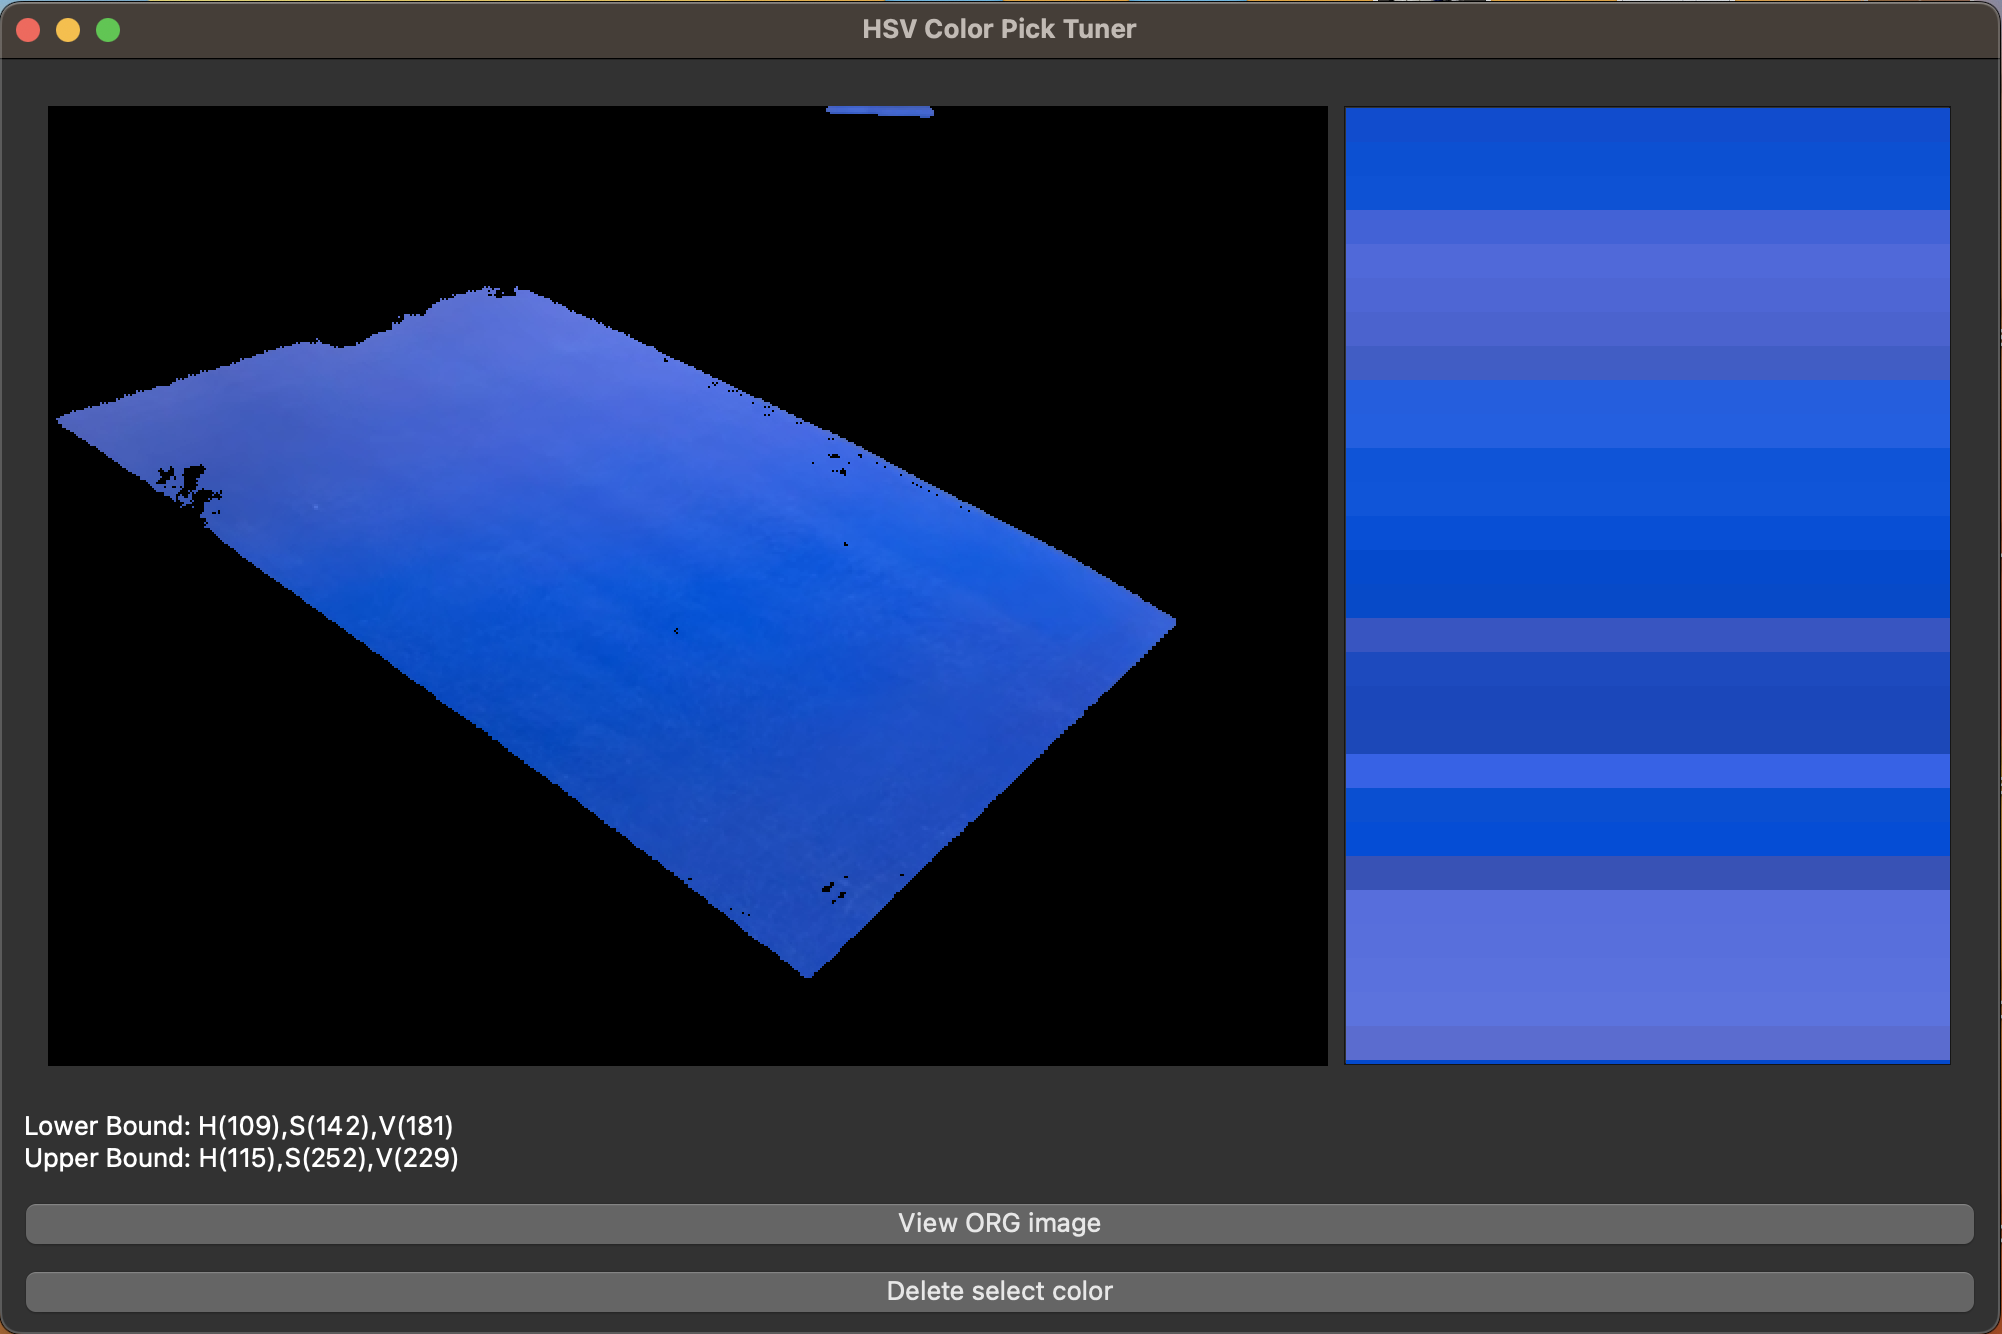 HSV Color Pick Tuner
Lower Bound: H(109),S(142),V(181)
Upper Bound: H(115),S(252),V(229)
View ORG image
Delete select color